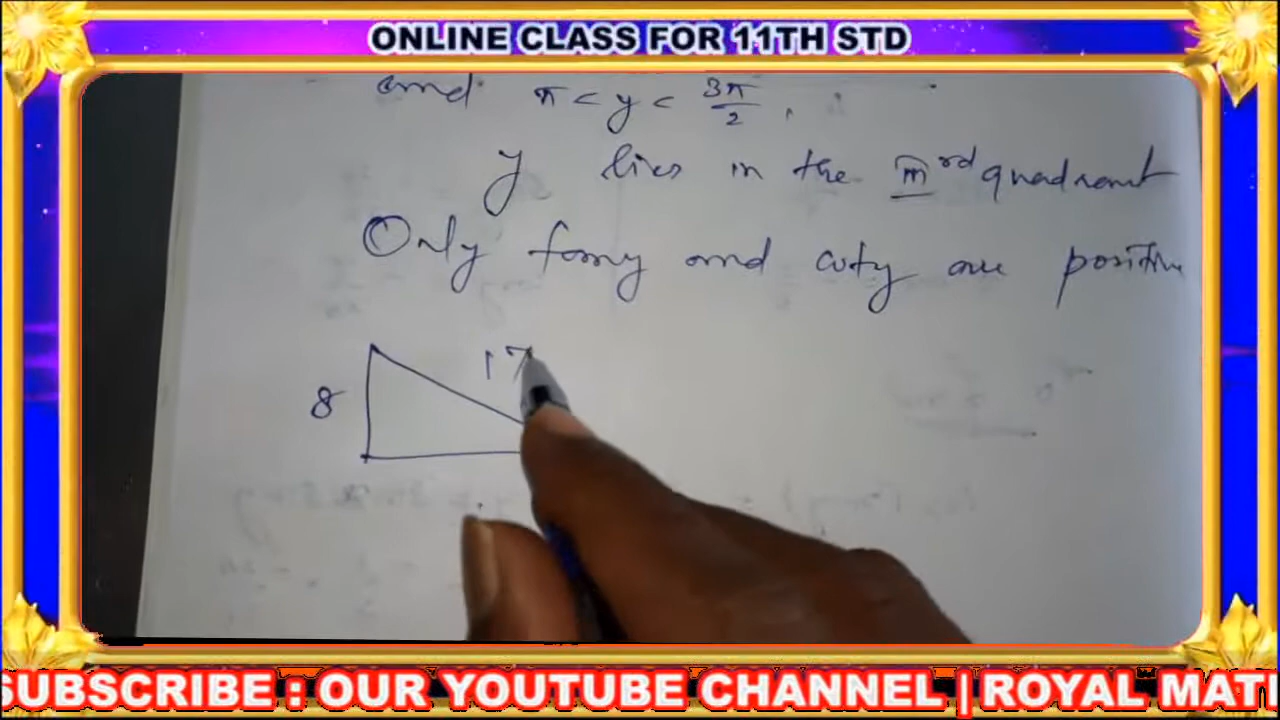 ONLINE CLASS FOR 11TH STD
and π < y < 3π/2,
y lies in the IIIrd quadrant
Only tany and coty are positive
17
8
SUBSCRIBE : OUR YOUTUBE CHANNEL | ROYAL MAT